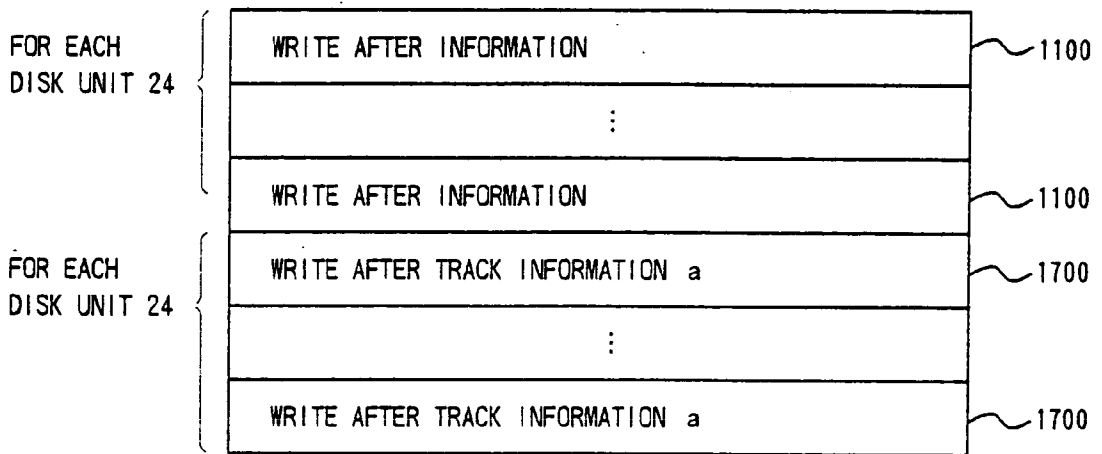 FOR EACH
DISK UNIT 24
WRITE AFTER INFORMATION
1100
⋮
WRITE AFTER INFORMATION
1100
FOR EACH
DISK UNIT 24
WRITE AFTER TRACK INFORMATION a
1700
⋮
WRITE AFTER TRACK INFORMATION a
1700